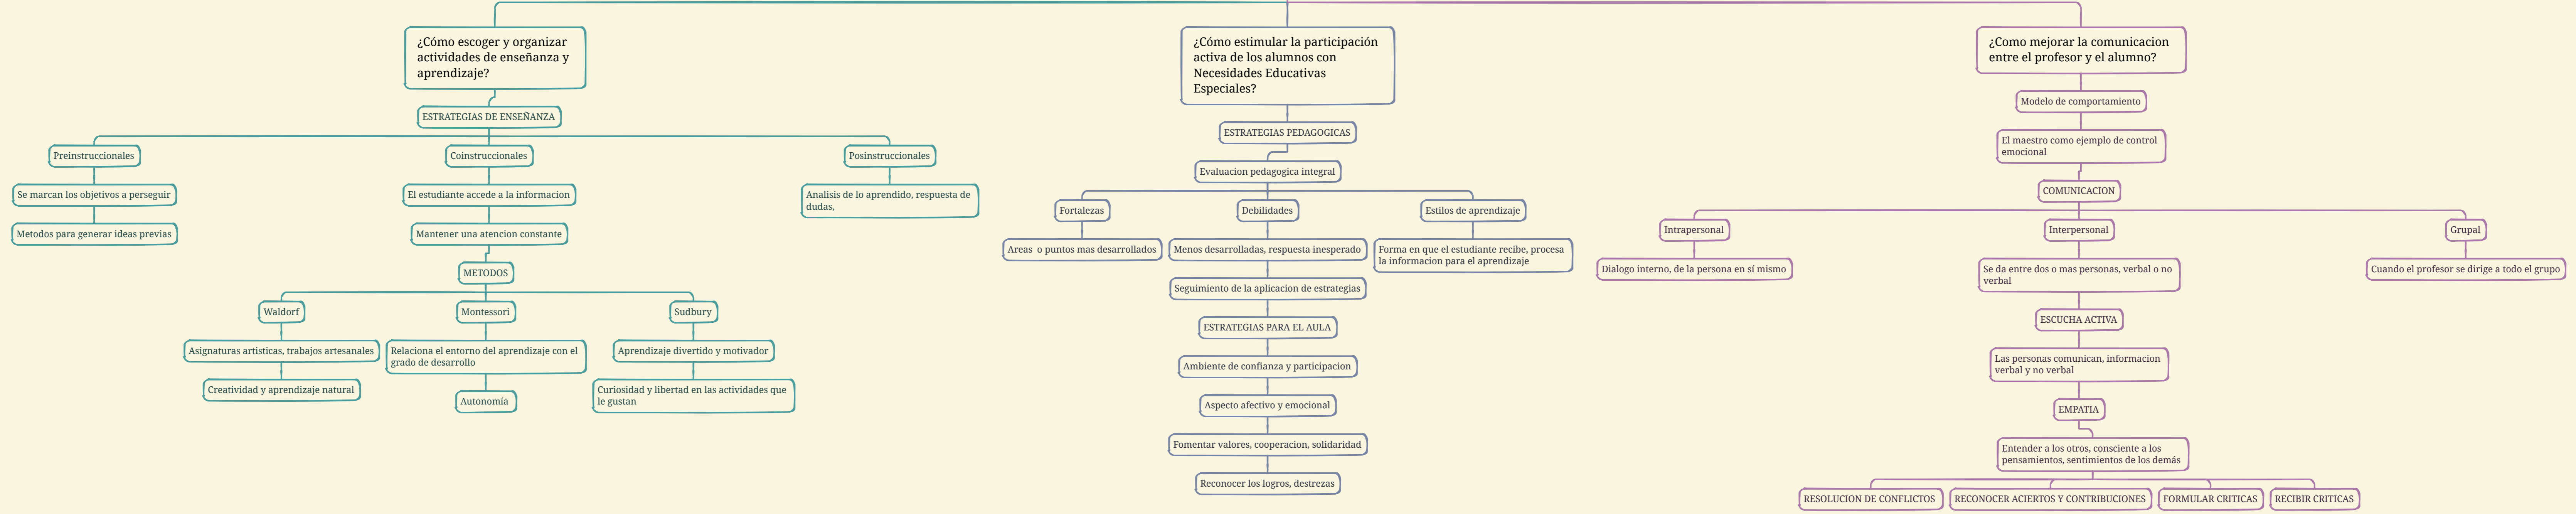 ¿Cómo escoger y organizar
actividades de enseñanza y
aprendizaje?
ESTRATEGIAS DE ENSEÑANZA
Preinstruccionales
Se marcan los objetivos a perseguir
Metodos para generar ideas previas
Coinstruccionales
El estudiante accede a la informacion
Mantener una atencion constante
METODOS
Waldorf
Asignaturas artisticas, trabajos artesanales
Creatividad y aprendizaje natural
Montessori
Relaciona el entorno del aprendizaje con el
grado de desarrollo
Autonomía
Sudbury
Aprendizaje divertido y motivador
Curiosidad y libertad en las actividades que
le gustan
Posinstruccionales
Analisis de lo aprendido, respuesta de
dudas,
¿Cómo estimular la participación
activa de los alumnos con
Necesidades Educativas
Especiales?
ESTRATEGIAS PEDAGOGICAS
Evaluacion pedagogica integral
Fortalezas
Areas o puntos mas desarrollados
Debilidades
Menos desarrolladas, respuesta inesperado
Seguimiento de la aplicacion de estrategias
ESTRATEGIAS PARA EL AULA
Ambiente de confianza y participacion
Aspecto afectivo y emocional
Fomentar valores, cooperacion, solidaridad
Reconocer los logros, destrezas
Estilos de aprendizaje
Forma en que el estudiante recibe, procesa
la informacion para el aprendizaje
¿Como mejorar la comunicacion
entre el profesor y el alumno?
Modelo de comportamiento
El maestro como ejemplo de control
emocional
COMUNICACION
Intrapersonal
Dialogo interno, de la persona en sí mismo
Interpersonal
Se da entre dos o mas personas, verbal o no
verbal
ESCUCHA ACTIVA
Las personas comunican, informacion
verbal y no verbal
EMPATIA
Entender a los otros, consciente a los
pensamientos, sentimientos de los demás
RESOLUCION DE CONFLICTOS
RECONOCER ACIERTOS Y CONTRIBUCIONES
FORMULAR CRITICAS
RECIBIR CRITICAS
Grupal
Cuando el profesor se dirige a todo el grupo